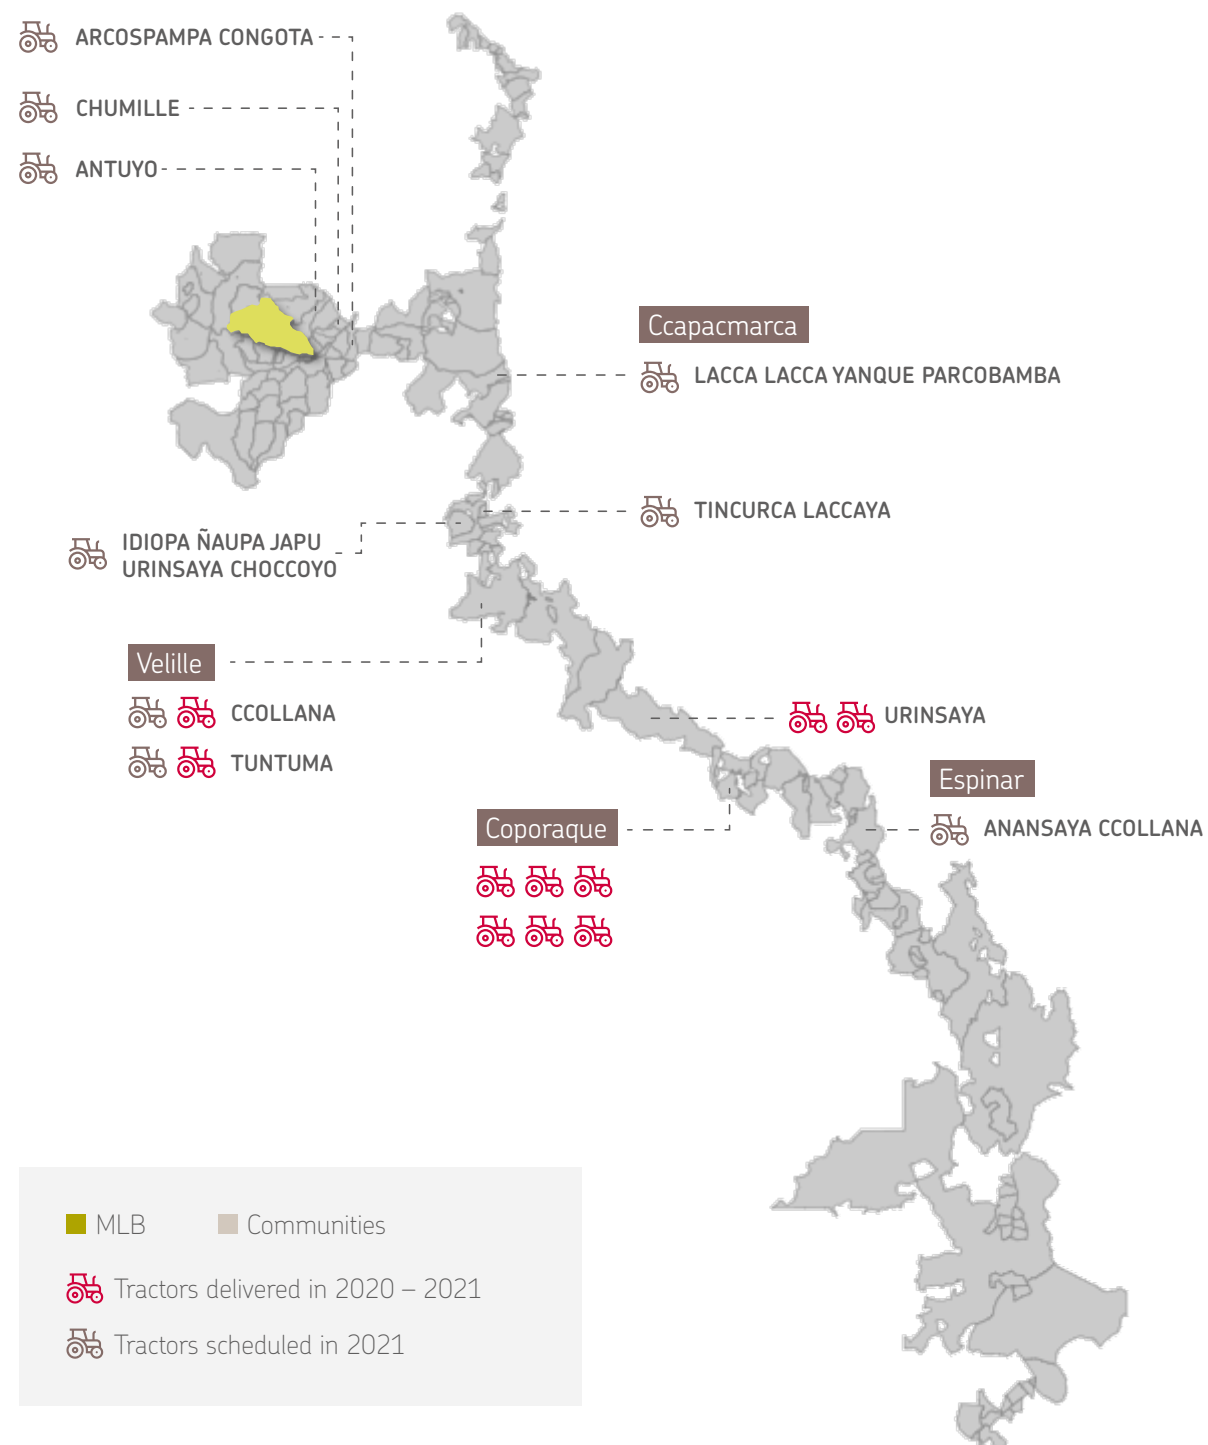 ARCOSPAMPA CONGOTA
CHUMILLE
ANTUYO
Ccapacmarca
LACCA LACCA YANQUE PARCOBAMBA
TINCURCA LACCAYA
IDIOPA ÑAUPA JAPU
URINSAYA CHOCCOYO
Velille
CCOLLANA
TUNTUMA
URINSAYA
Espinar
ANANSAYA CCOLLANA
Coporaque
MLB
Communities
Tractors delivered in 2020 – 2021
Tractors scheduled in 2021